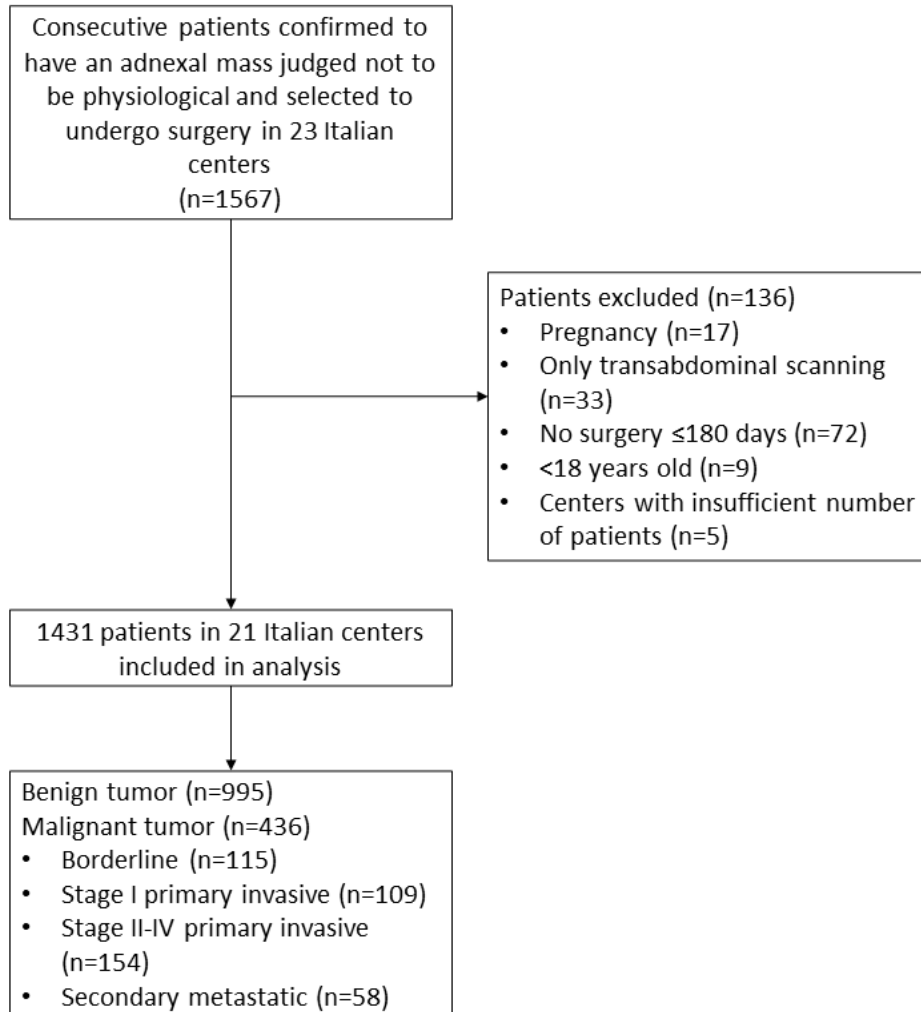 Consecutive patients confirmed to
have an adnexal mass judged not to
be physiological and selected to
undergo surgery in 23 Italian
centers
(n=1567)
Patients excluded (n=136)
• Pregnancy (n=17)
• Only transabdominal scanning
(n=33)
• No surgery ≤180 days (n=72)
• <18 years old (n=9)
• Centers with insufficient number
of patients (n=5)
1431 patients in 21 Italian centers
included in analysis
Benign tumor (n=995)
Malignant tumor (n=436)
• Borderline (n=115)
• Stage I primary invasive (n=109)
• Stage II-IV primary invasive
(n=154)
• Secondary metastatic (n=58)